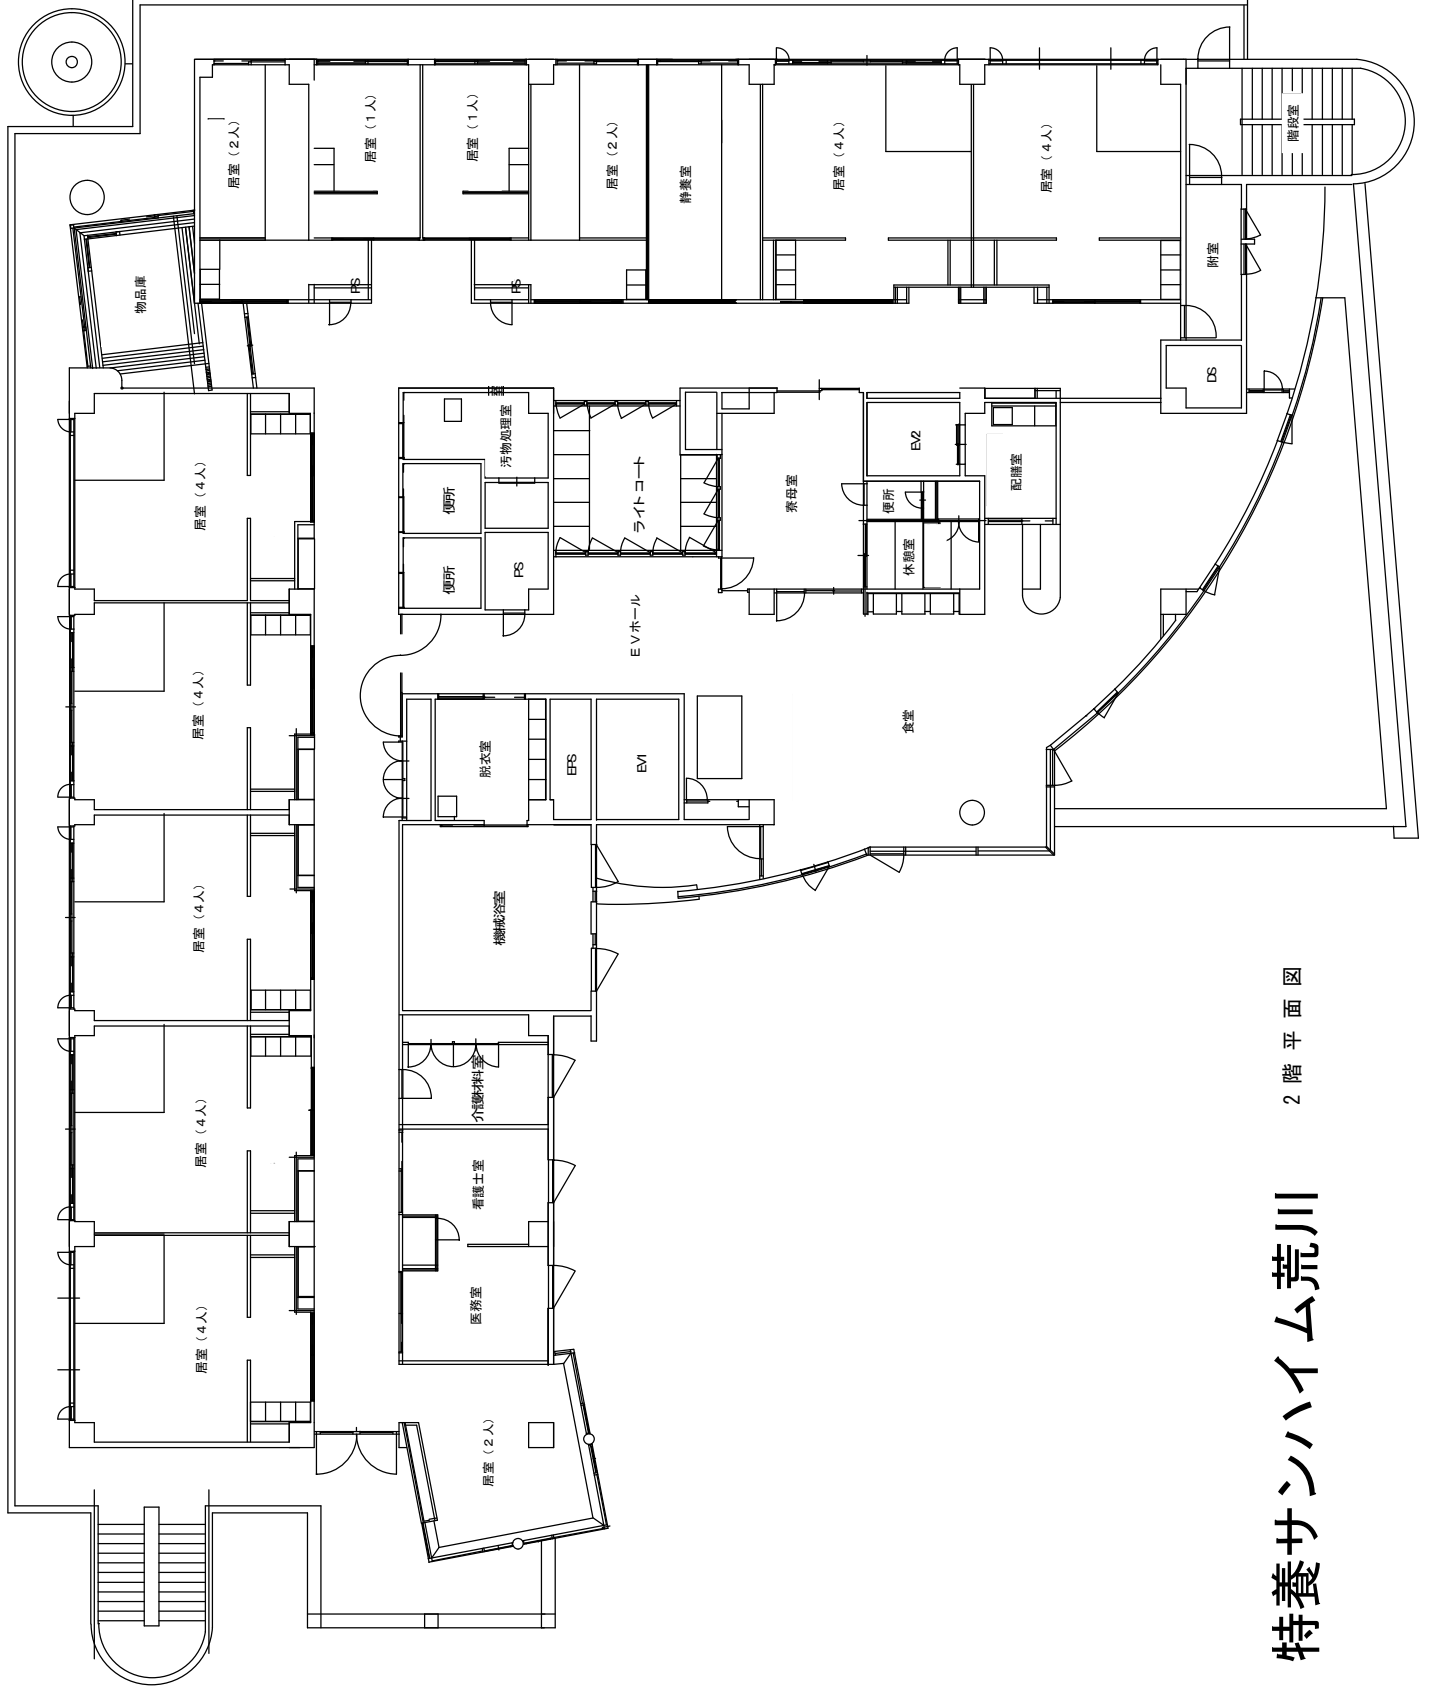 特養サンハイム荒川
2階平面図
居室(2人)
居室(1人)
居室(1人)
居室(2人)
静養室
居室(4人)
居室(4人)
階段室
物品庫
PS
PS
附室
DS
居室(4人)
居室(4人)
居室(4人)
居室(4人)
居室(4人)
汚物処理室
便所
便所
PS
ライトコート
寮母室
EV2
便所
休憩室
配膳室
EVホール
食堂
脱衣室
EPS
EV1
機械浴室
介護材料室
看護士室
医務室
居室(2人)